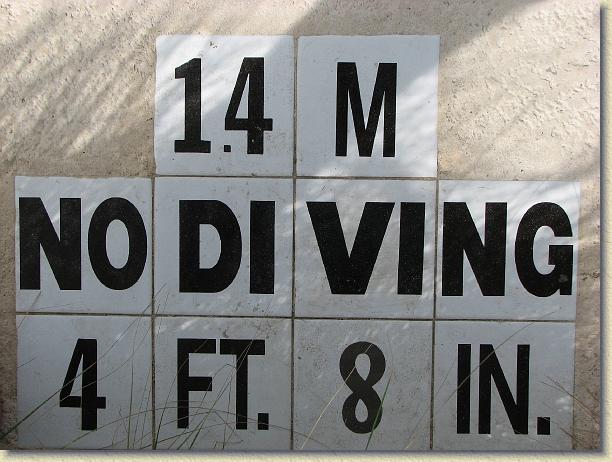 1.4 M
NO DIVING
4 FT. 8 IN.